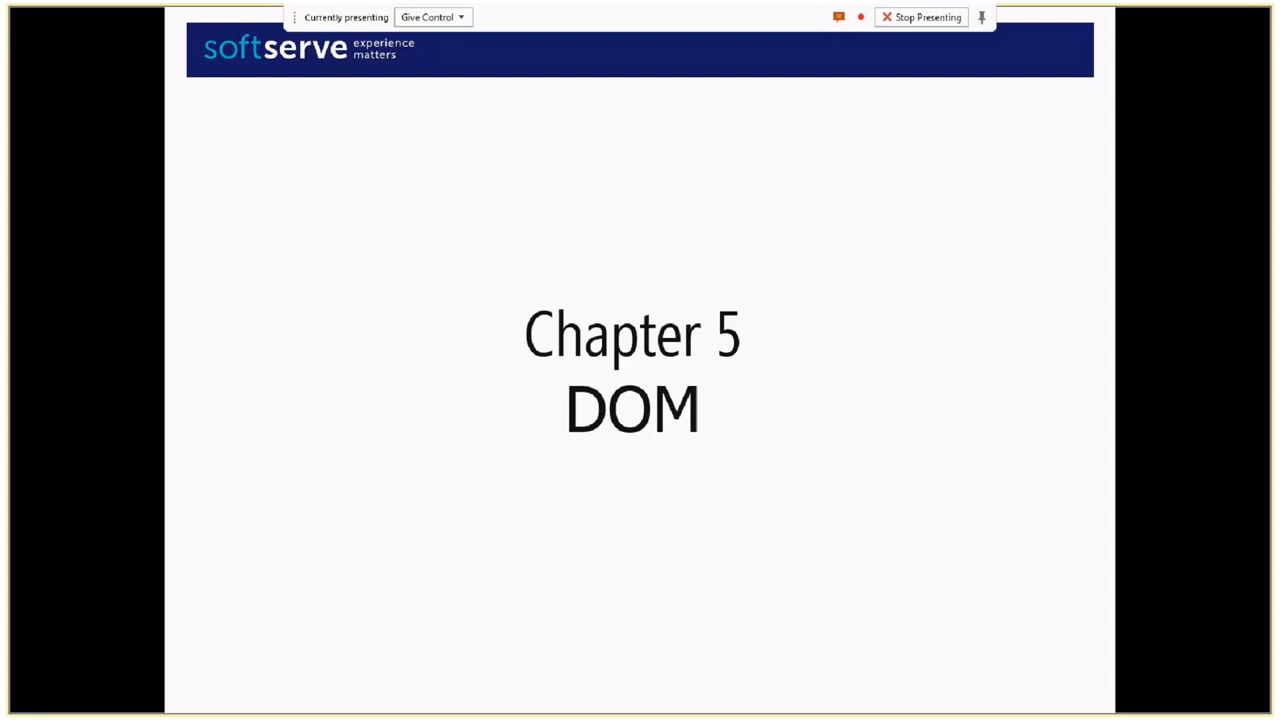 Currently presenting Give Control Stop Presenting
softserve experience
matters
Chapter 5
DOM